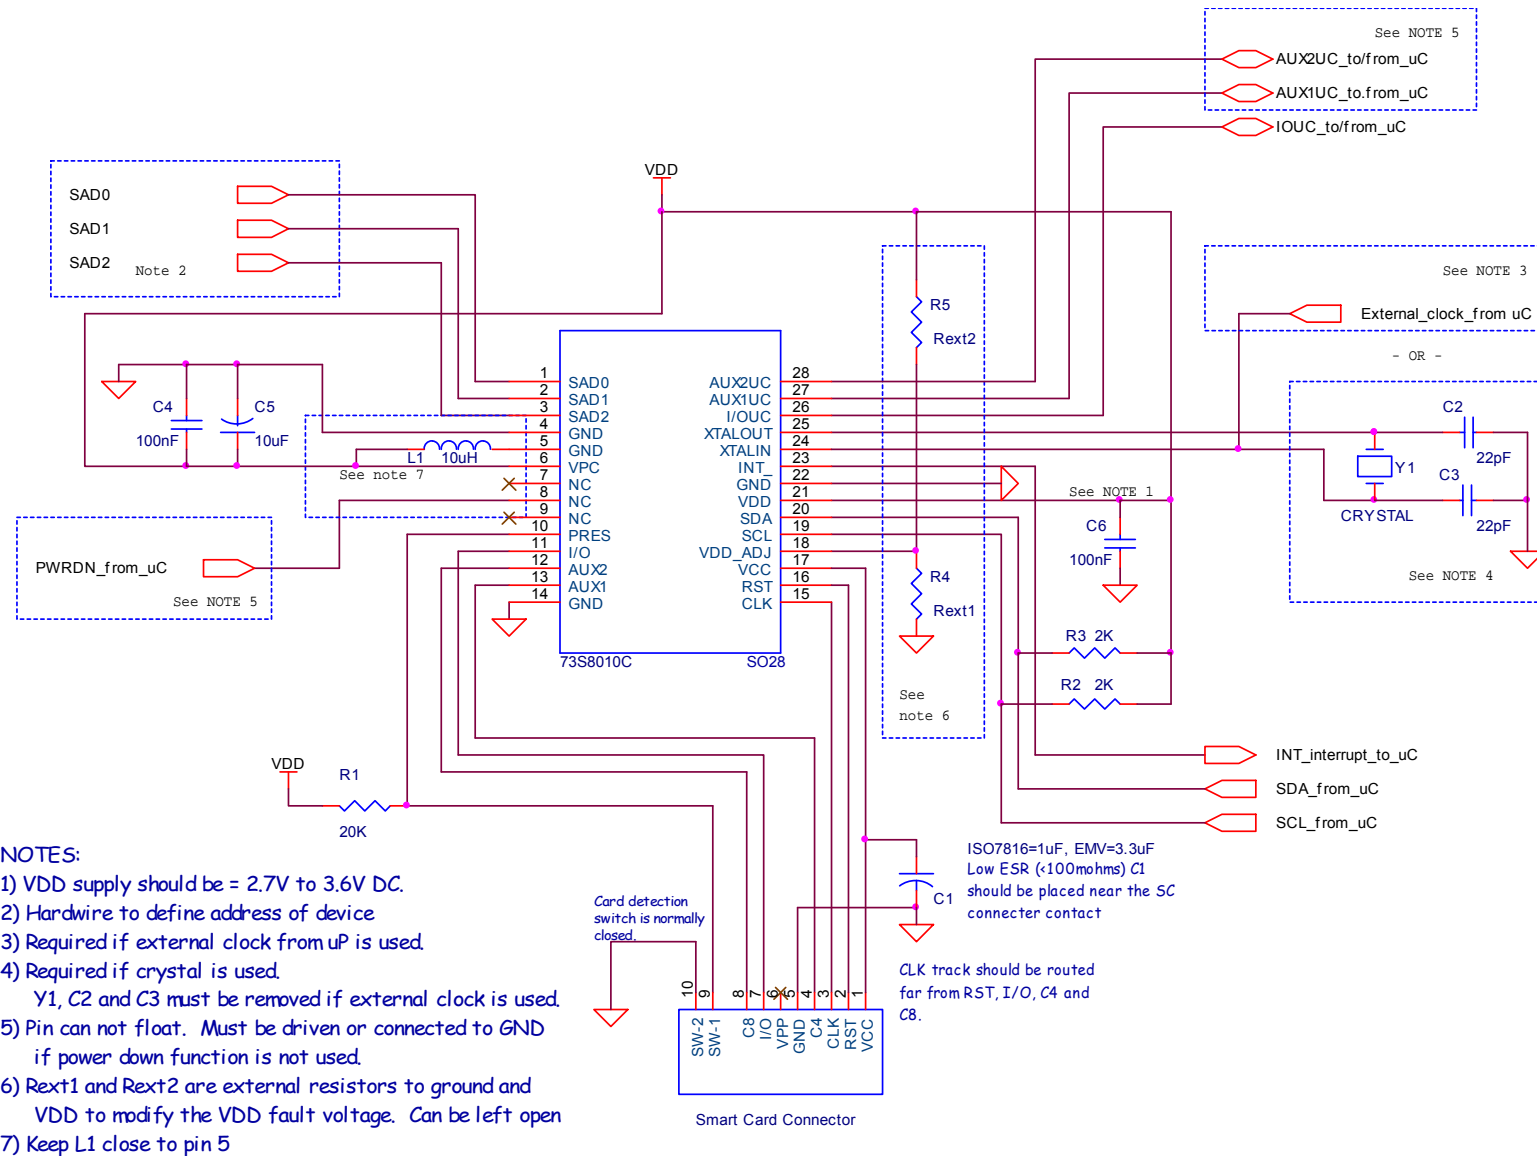 See NOTE 5
AUX2UC_to/from_uC
AUX1UC_to.from_uC
IOUC_to/from_uC
VDD
SAD0
SAD1
SAD2
Note 2
See NOTE 3
External_clock_from uC
- OR -
R5
Rext2
C4
100nF
C5
10uF
L1
10uH
See note 7
PWRDN_from_uC
See NOTE 5
1
2
3
4
5
6
7
8
9
10
11
12
13
14
SAD0
SAD1
SAD2
GND
GND
VPC
NC
NC
NC
PRES
I/O
AUX2
AUX1
GND
AUX2UC
AUX1UC
I/OUC
XTALOUT
XTALIN
INT_
GND
VDD
SDA
SCL
VDD_ADJ
VCC
RST
CLK
28
27
26
25
24
23
22
21
20
19
18
17
16
15
73S8010C
SO28
C2
22pF
Y1
C3
22pF
CRYSTAL
See NOTE 4
See NOTE 1
C6
100nF
R4
Rext1
See
note 6
R3 2K
R2 2K
INT_interrupt_to_uC
SDA_from_uC
SCL_from_uC
VDD
R1
20K
ISO7816=1uF, EMV=3.3uF
Low ESR (<100mohms) C1
should be placed near the SC
connecter contact
C1
CLK track should be routed
far from RST, I/O, C4 and
C8.
Card detection
switch is normally
closed.
10
9
8
7
6
5
4
3
2
1
SW-2
SW-1
C8
I/O
VPP
GND
C4
CLK
RST
VCC
Smart Card Connector
NOTES:
1) VDD supply should be = 2.7V to 3.6V DC.
2) Hardwire to define address of device
3) Required if external clock from uP is used.
4) Required if crystal is used.
Y1, C2 and C3 must be removed if external clock is used.
5) Pin can not float. Must be driven or connected to GND
if power down function is not used.
6) Rext1 and Rext2 are external resistors to ground and
VDD to modify the VDD fault voltage. Can be left open
7) Keep L1 close to pin 5